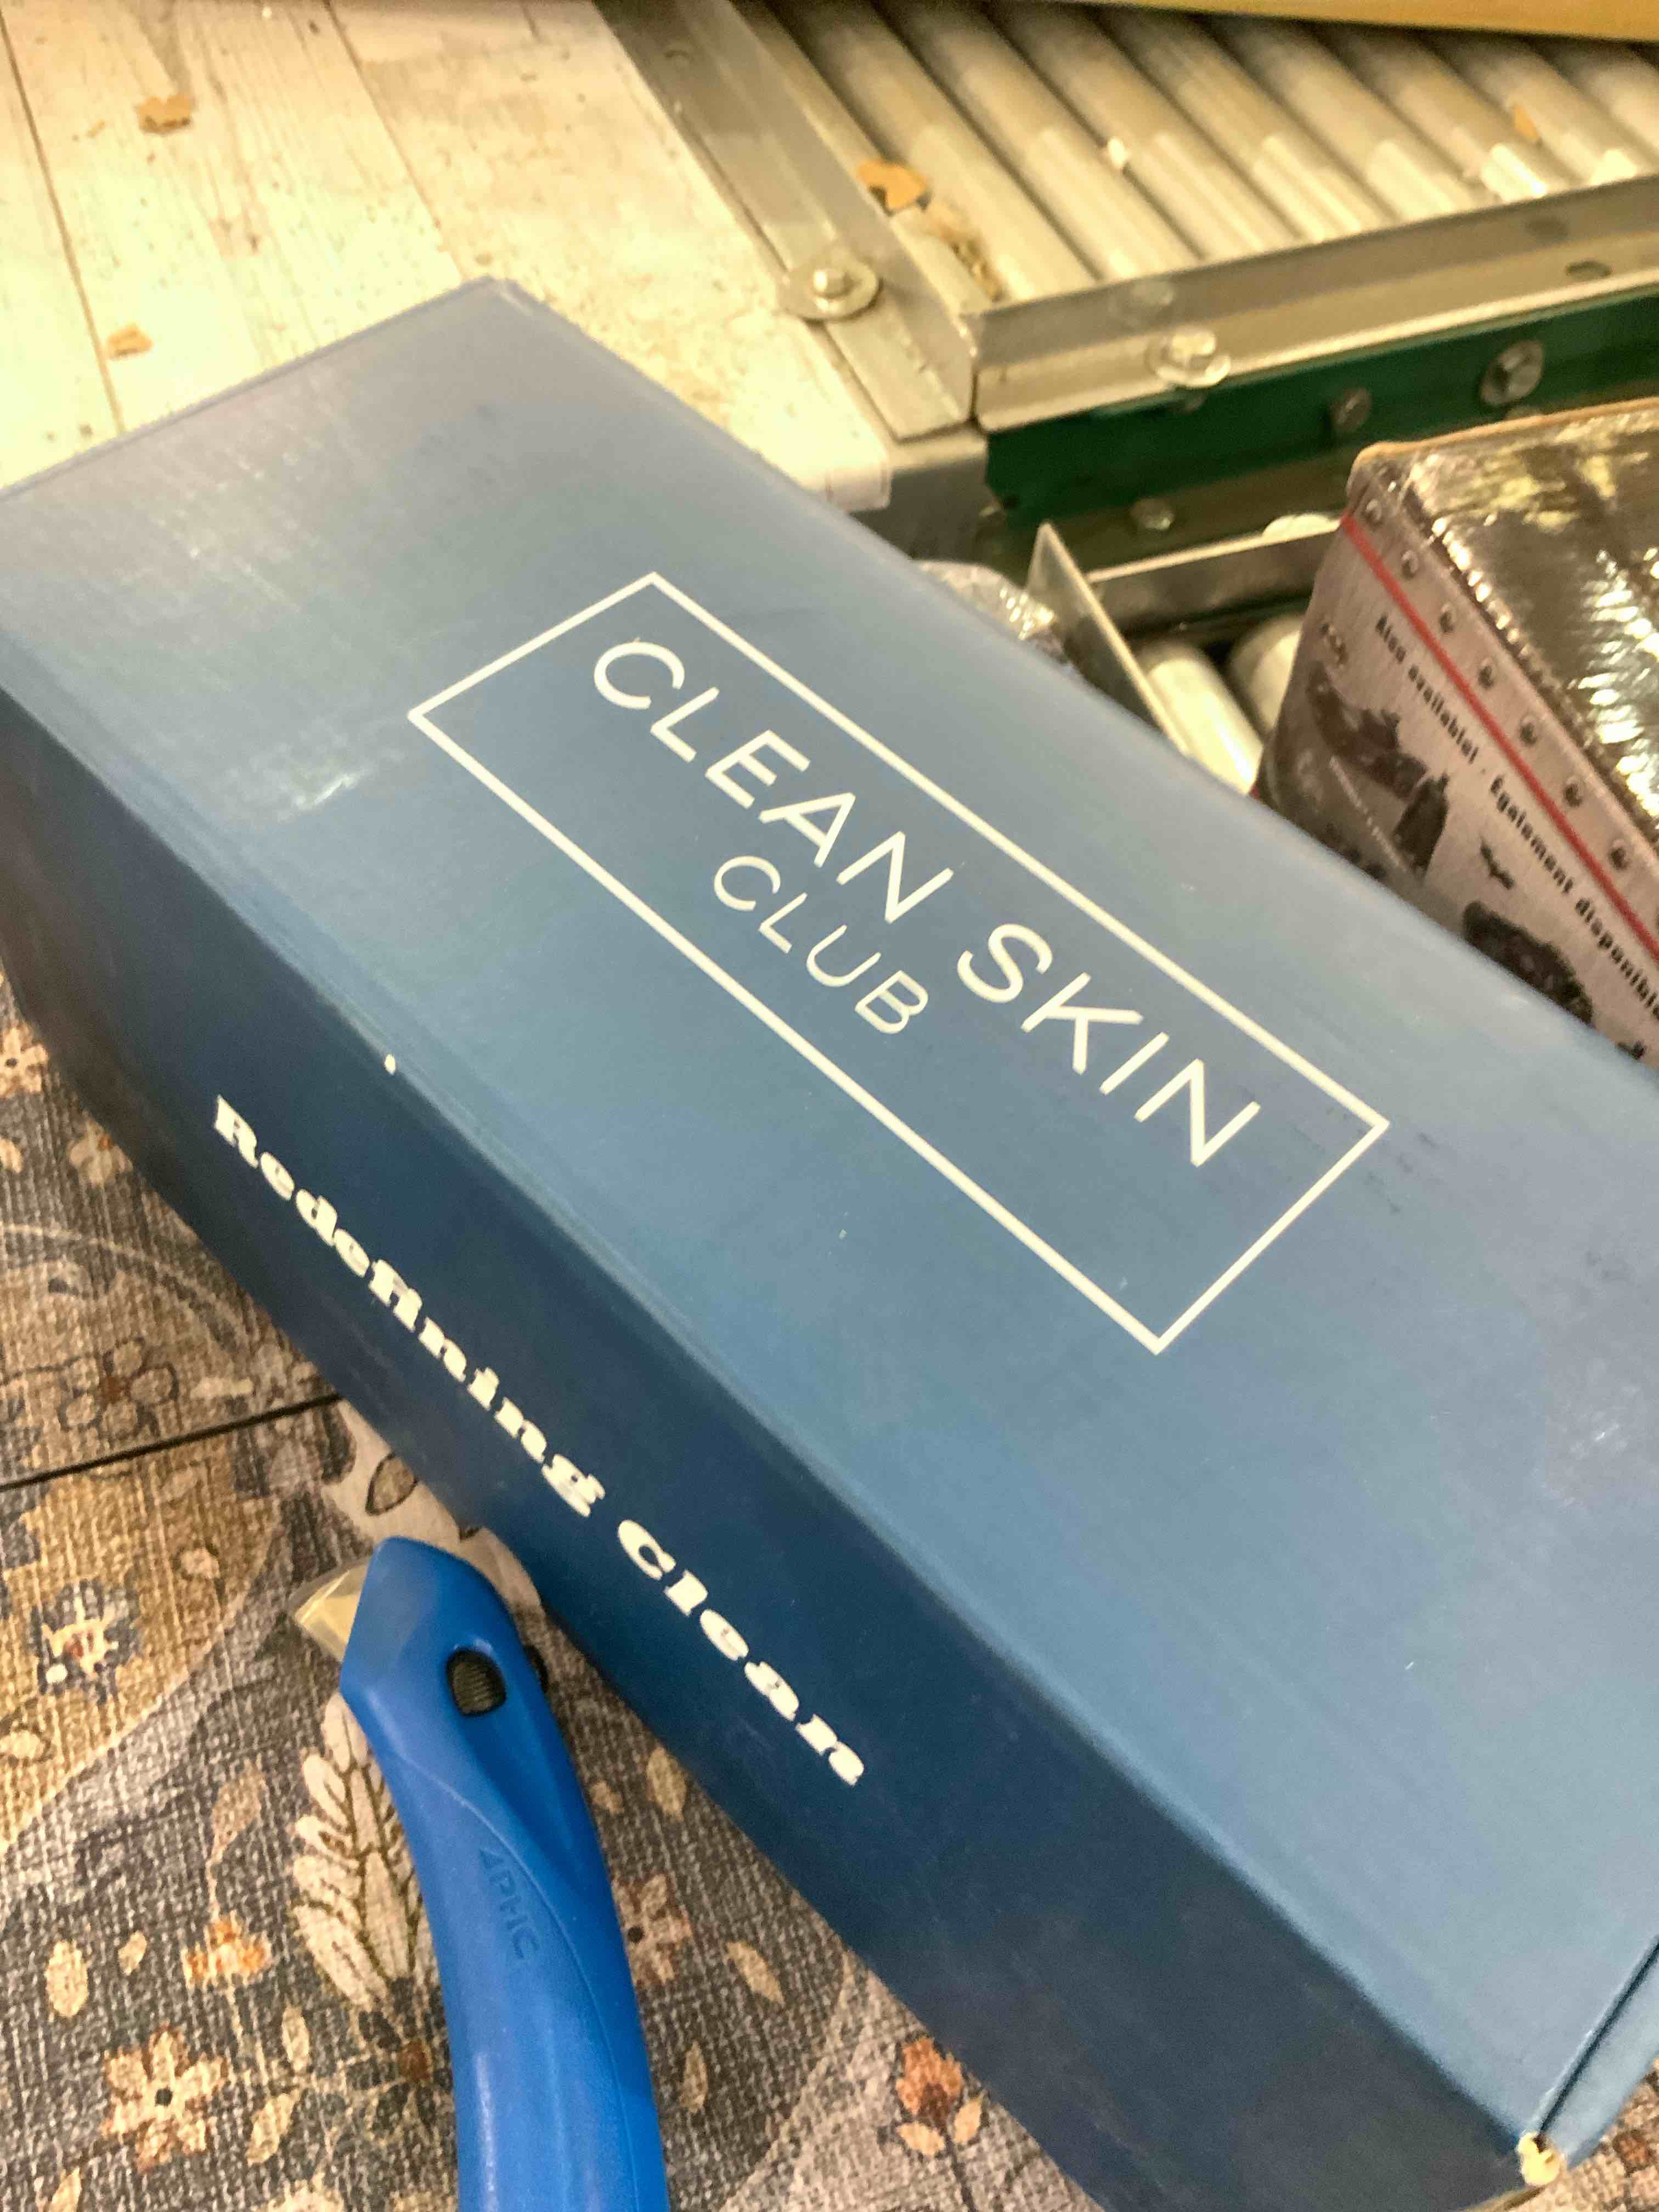 CLEAN SKIN
CLUB
Redefining Clean
Also available! · Également disponible